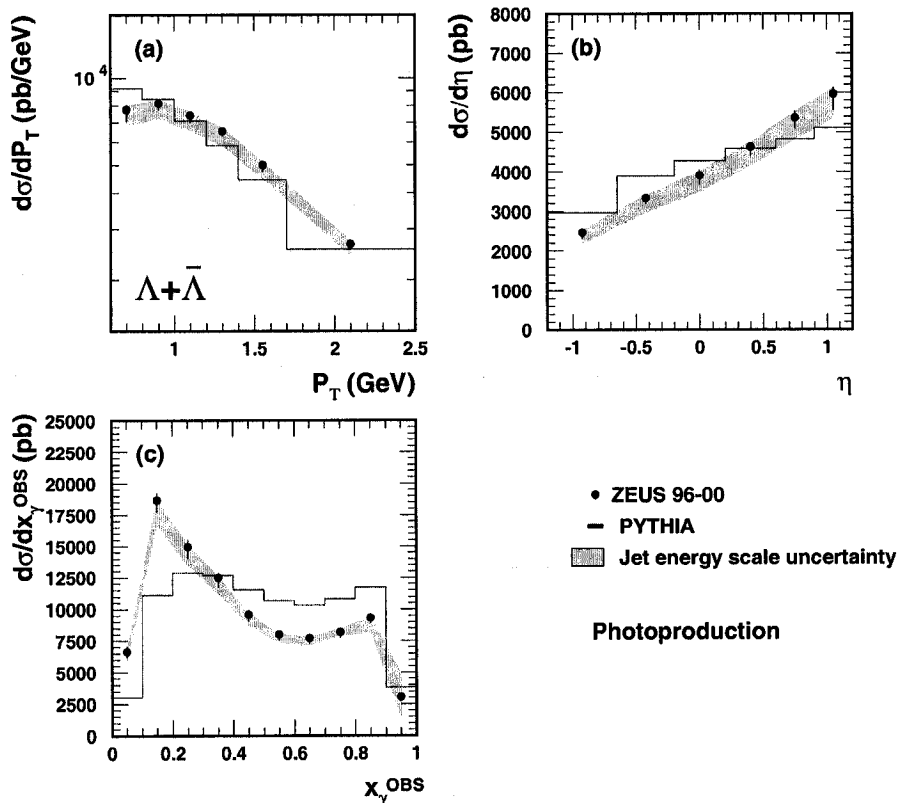 dσ/dP_T (pb/GeV)
(a)
10^4
Λ+Λ̄
1 1.5 2 2.5
P_T (GeV)
dσ/dη (pb)
(b)
8000
7000
6000
5000
4000
3000
2000
1000
0
-1 -0.5 0 0.5 1
η
dσ/dx_γ^OBS (pb)
(c)
25000
22500
20000
17500
15000
12500
10000
7500
5000
2500
0
0 0.2 0.4 0.6 0.8 1
x_γ^OBS
ZEUS 96-00
PYTHIA
Jet energy scale uncertainty
Photoproduction